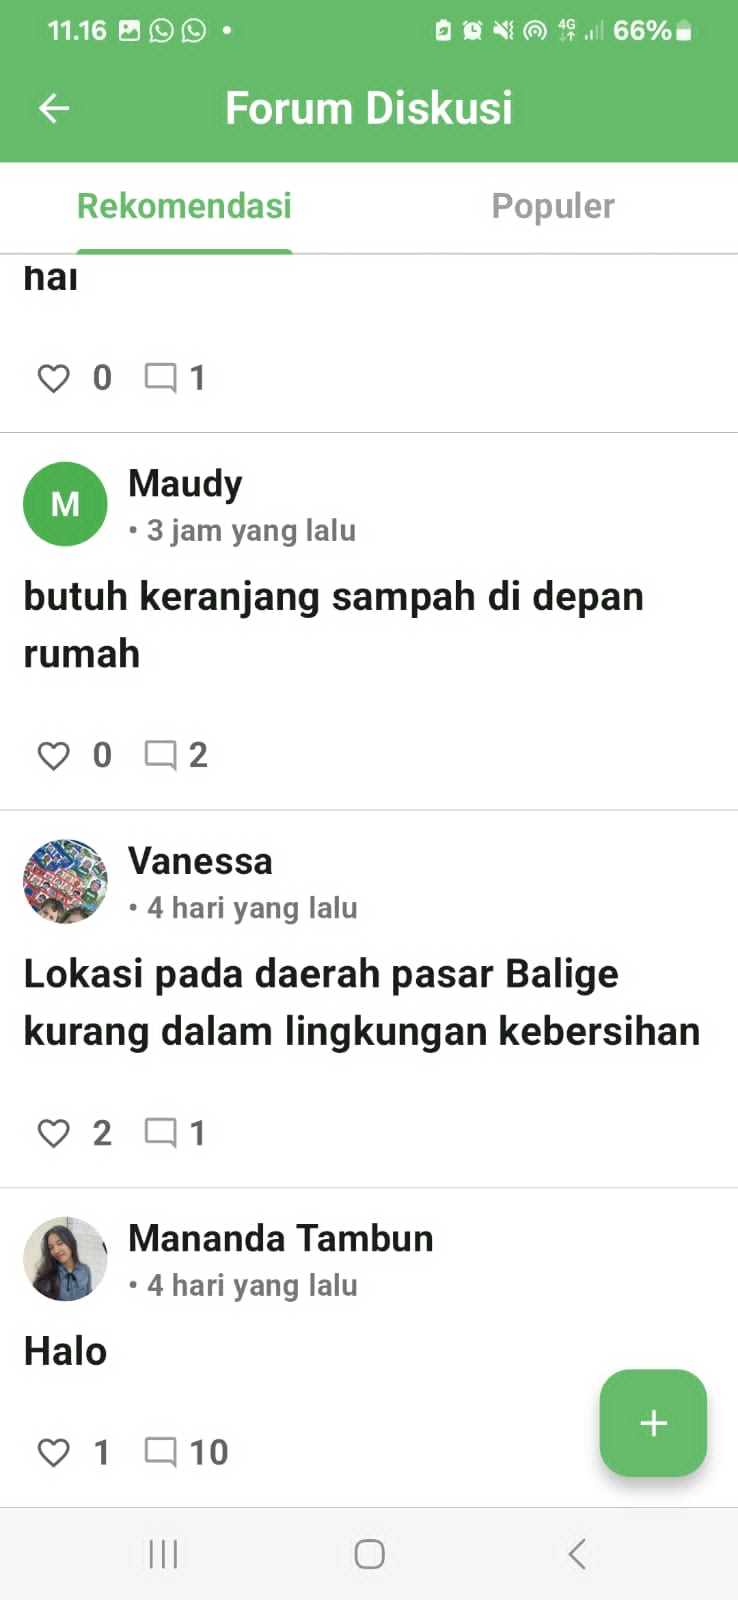 11.16 4G 66%
Forum Diskusi
Rekomendasi Populer
hai
0 1
M Maudy
• 3 jam yang lalu
butuh keranjang sampah di depan
rumah
0 2
Vanessa
• 4 hari yang lalu
Lokasi pada daerah pasar Balige
kurang dalam lingkungan kebersihan
2 1
Mananda Tambun
• 4 hari yang lalu
Halo
1 10
+